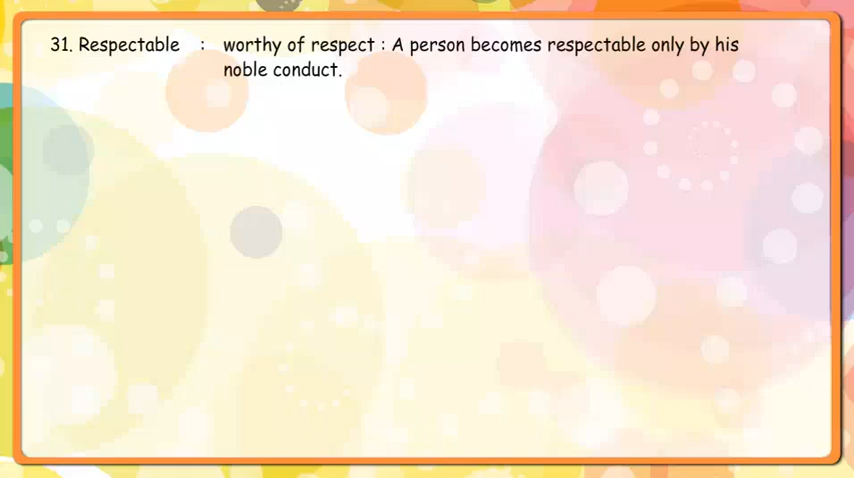 31. Respectable : worthy of respect : A person becomes respectable only by his
noble conduct.